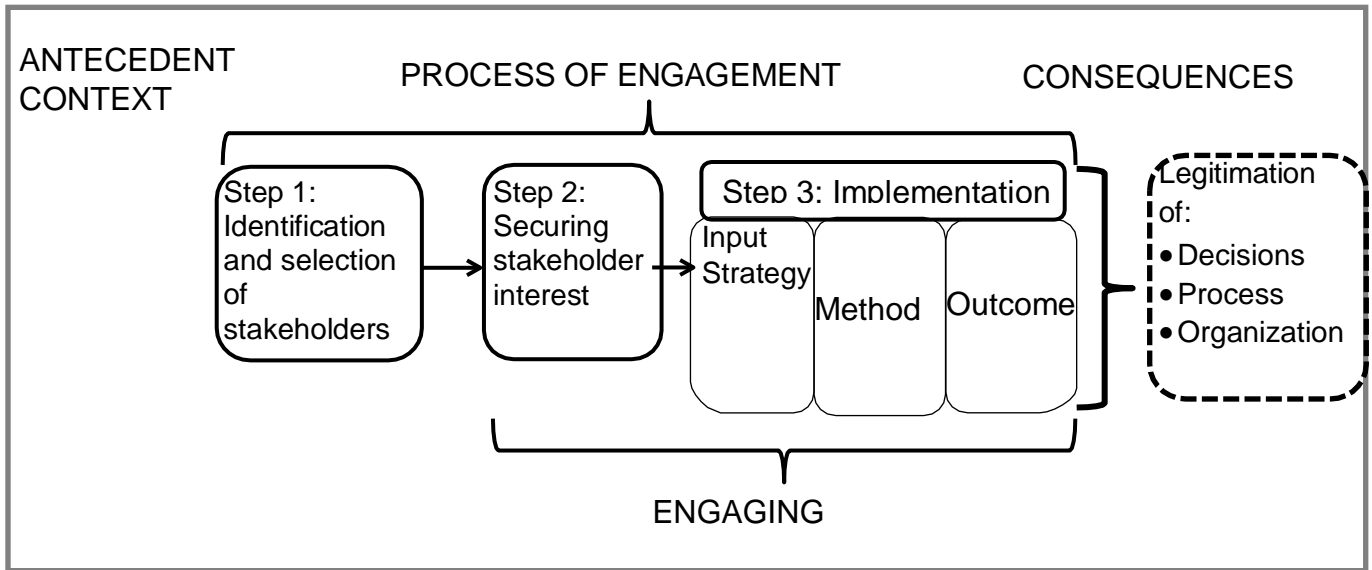 ANTECEDENT
CONTEXT
PROCESS OF ENGAGEMENT
CONSEQUENCES
Step 1:
Identification
and selection
of
stakeholders
Step 2:
Securing
stakeholder
interest
Step 3: Implementation
Input
Strategy
Method
Outcome
Legitimation
of:
• Decisions
• Process
• Organization
ENGAGING